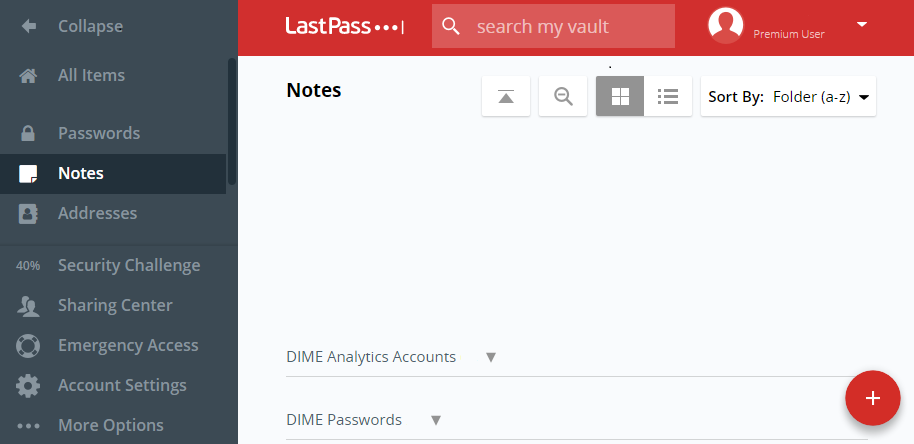 Collapse
All Items
Passwords
Notes
Addresses
40% Security Challenge
Sharing Center
Emergency Access
Account Settings
More Options
LastPass
search my vault
Premium User
Notes
Sort By: Folder (a-z)
DIME Analytics Accounts
DIME Passwords